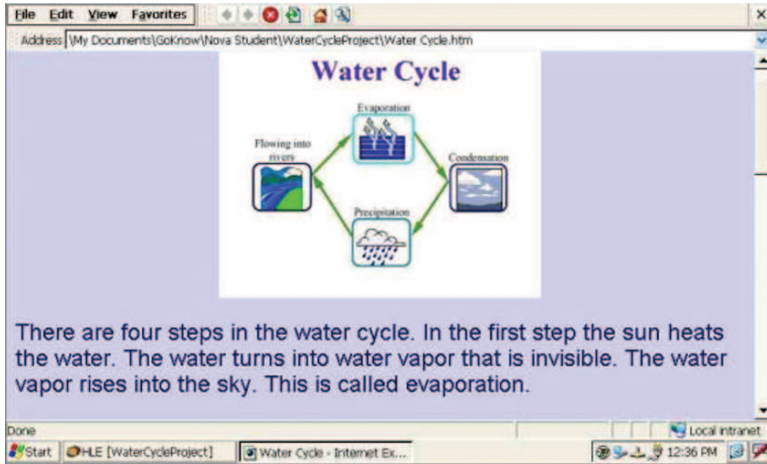 File Edit View Favorites
Address \My Documents\GoKnow\Nova Student\WaterCycleProject\Water Cycle.htm
Water Cycle
Evaporation
Flowing into
rivers
Condensation
Precipitation
There are four steps in the water cycle. In the first step the sun heats
the water. The water turns into water vapor that is invisible. The water
vapor rises into the sky. This is called evaporation.
Done
Local intranet
Start HLE [WaterCycleProject] Water Cycle - Internet Ex... 12:36 PM